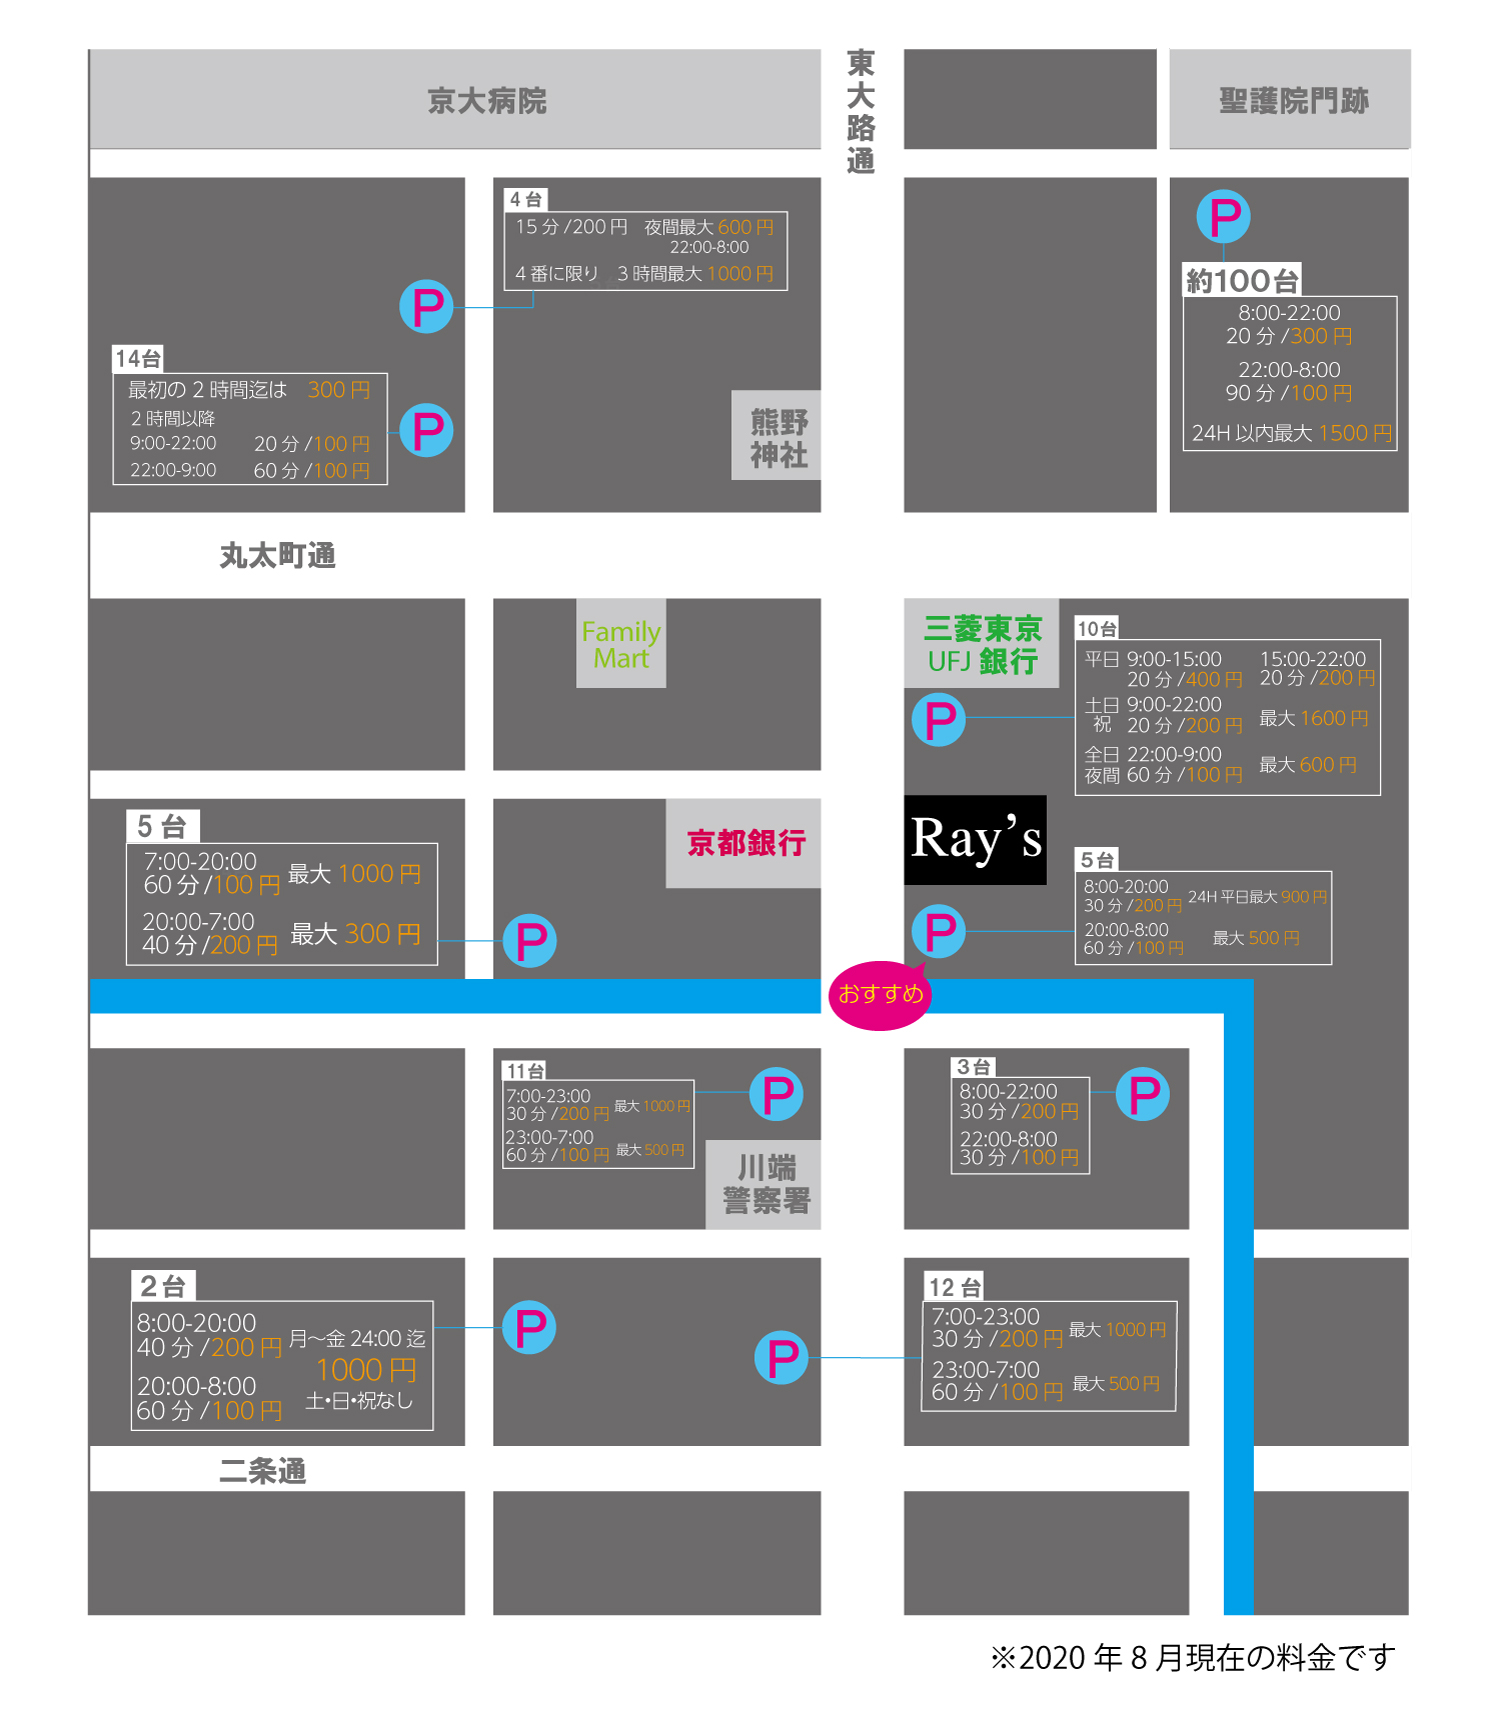 京大病院
東大路通
聖護院門跡
P
4台
15分/200円 夜間最大600円
22:00-8:00
4番に限り 3時間最大1000円
P
約100台
8:00-22:00
20分/300円
22:00-8:00
90分/100円
24H以内最大1500円
14台
最初の2時間迄は 300円
2時間以降
9:00-22:00 20分/100円
22:00-9:00 60分/100円
P
熊野
神社
丸太町通
Family
Mart
三菱東京
UFJ銀行
P
10台
平日 9:00-15:00 15:00-22:00
20分/400円 20分/200円
土日 9:00-22:00
祝 20分/200円 最大1600円
全日 22:00-9:00
夜間 60分/100円 最大600円
5台
7:00-20:00
60分/100円 最大1000円
20:00-7:00
40分/200円 最大300円
P
京都銀行
Ray's
P
5台
8:00-20:00
30分/200円 24H平日最大900円
20:00-8:00
60分/100円 最大500円
おすすめ
11台
7:00-23:00
30分/200円 最大1000円
23:00-7:00
60分/100円 最大500円
P
川端
警察署
3台
8:00-22:00
30分/200円
22:00-8:00
30分/100円
P
2台
8:00-20:00
40分/200円
20:00-8:00
60分/100円
月〜金24:00迄
1000円
土・日・祝なし
P
P
12台
7:00-23:00
30分/200円 最大1000円
23:00-7:00
60分/100円 最大500円
二条通
※2020年8月現在の料金です